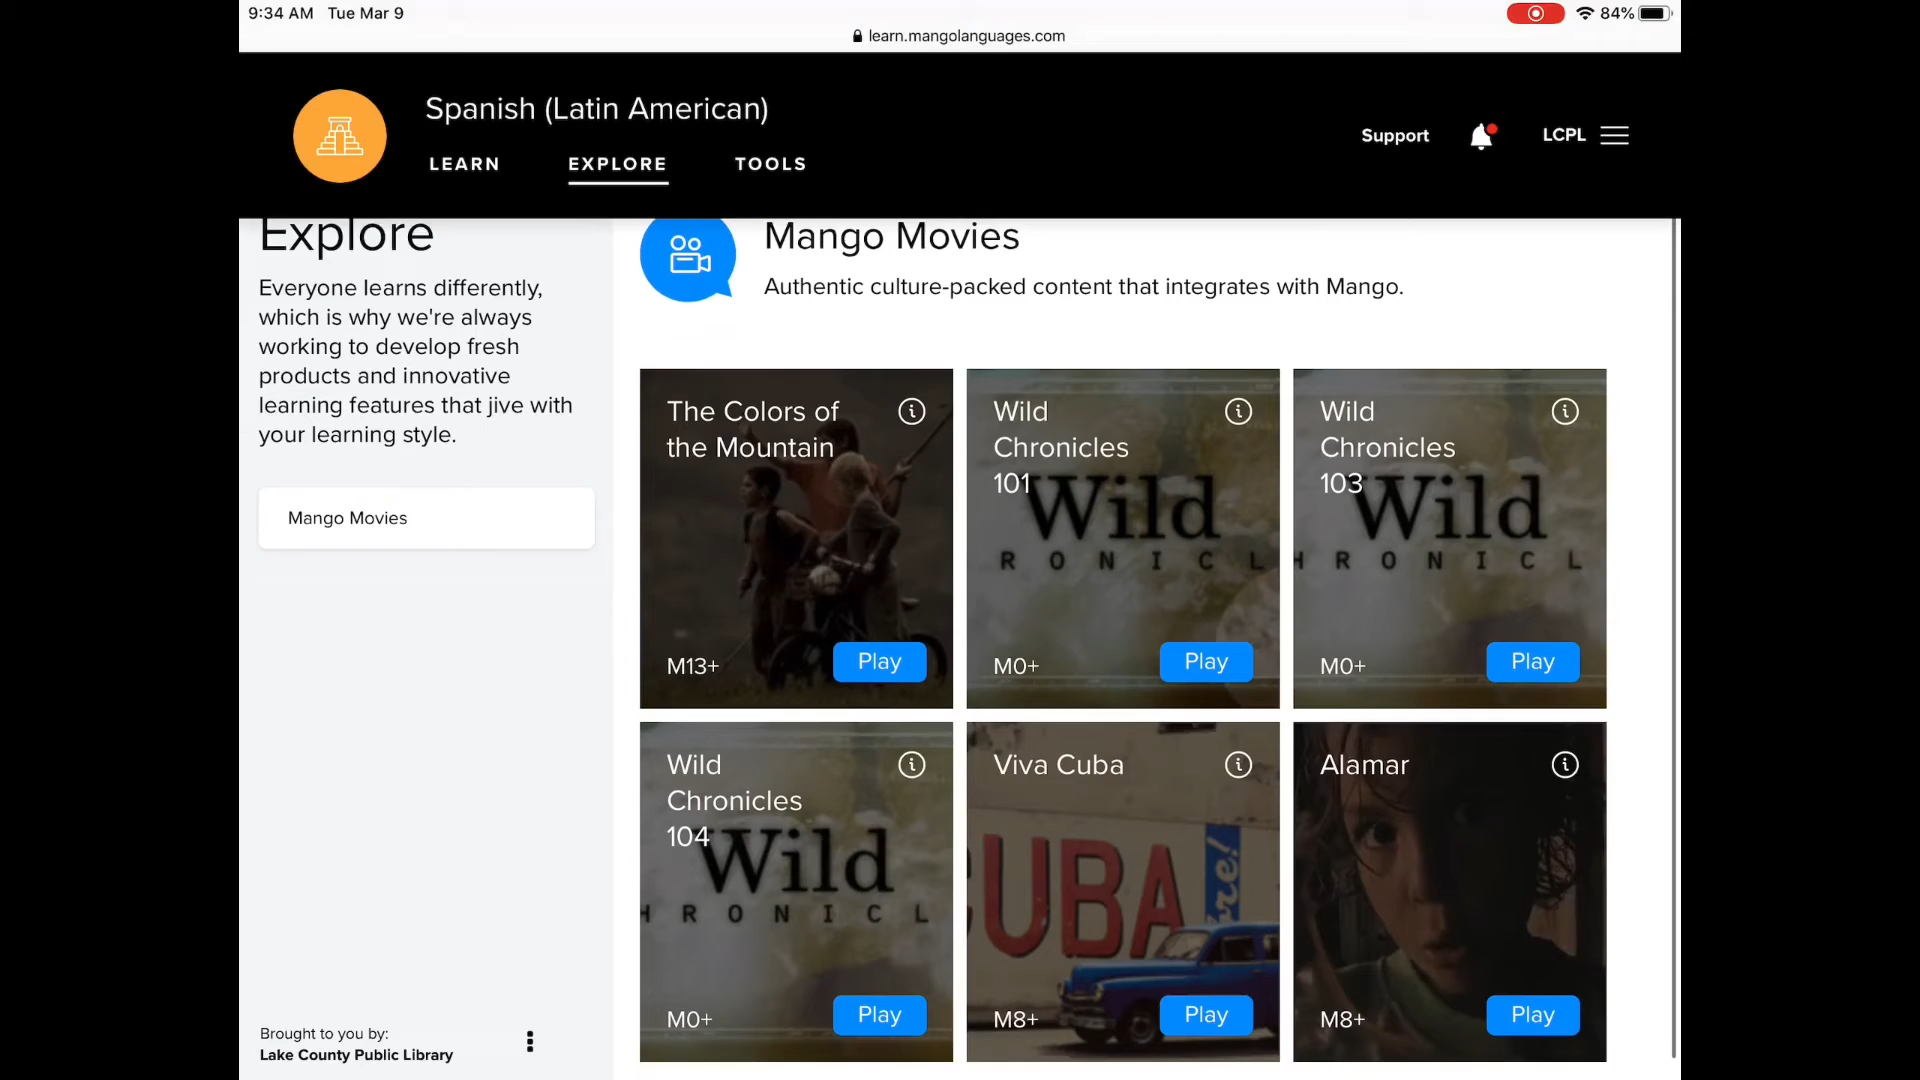 9:34 AM Tue Mar 9
84%
learn.mangolanguages.com
Spanish (Latin American)
LEARN EXPLORE TOOLS
Support
LCPL
Explore
Everyone learns differently,
which is why we're always
working to develop fresh
products and innovative
learning features that jive with
your learning style.
Mango Movies
Brought to you by:
Lake County Public Library
Mango Movies
Authentic culture-packed content that integrates with Mango.
The Colors of
the Mountain
M13+
Play
Wild
Chronicles
101
Wild
RONICL
M0+
Play
Wild
Chronicles
103
Wild
HRONICL
M0+
Play
Wild
Chronicles
104
Wild
HRONICL
M0+
Play
Viva Cuba
CUBA
bre!
M8+
Play
Alamar
M8+
Play